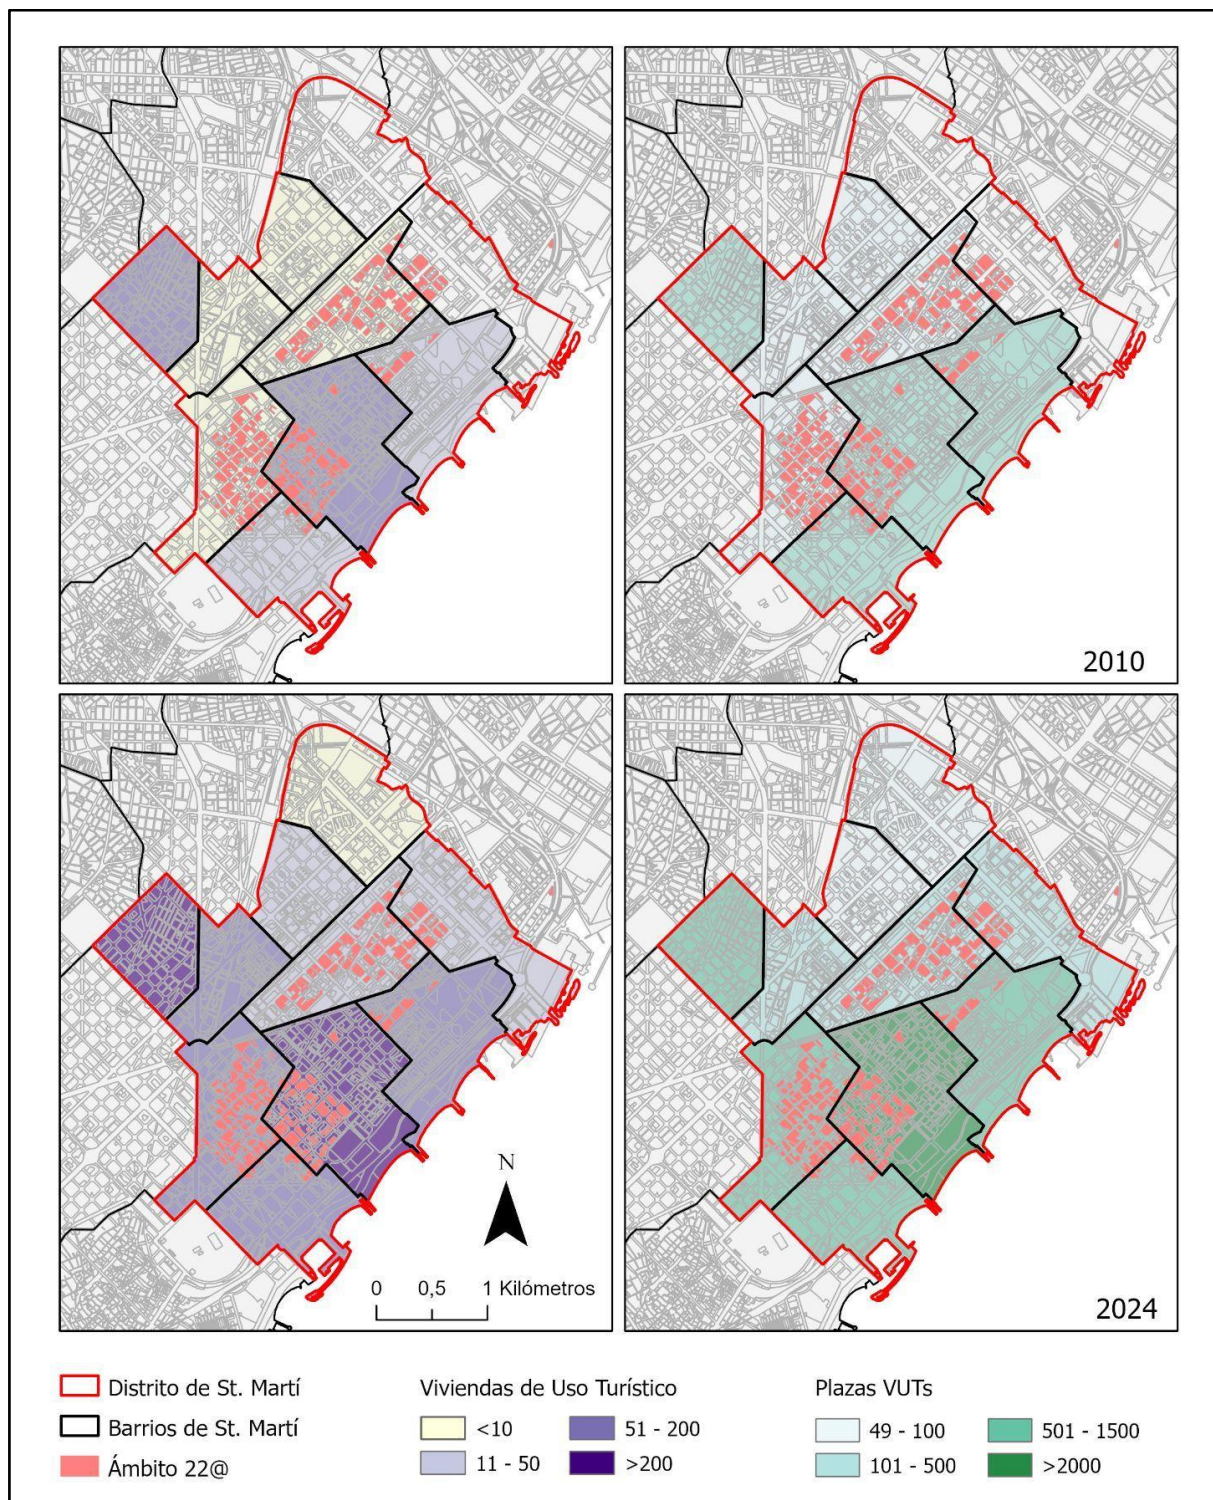 2010
N
0 0,5 1 Kilómetros
2024
Distrito de St. Martí
Barrios de St. Martí
Ámbito 22@
Viviendas de Uso Turístico
<10
51 - 200
11 - 50
>200
Plazas VUTs
49 - 100
501 - 1500
101 - 500
>2000